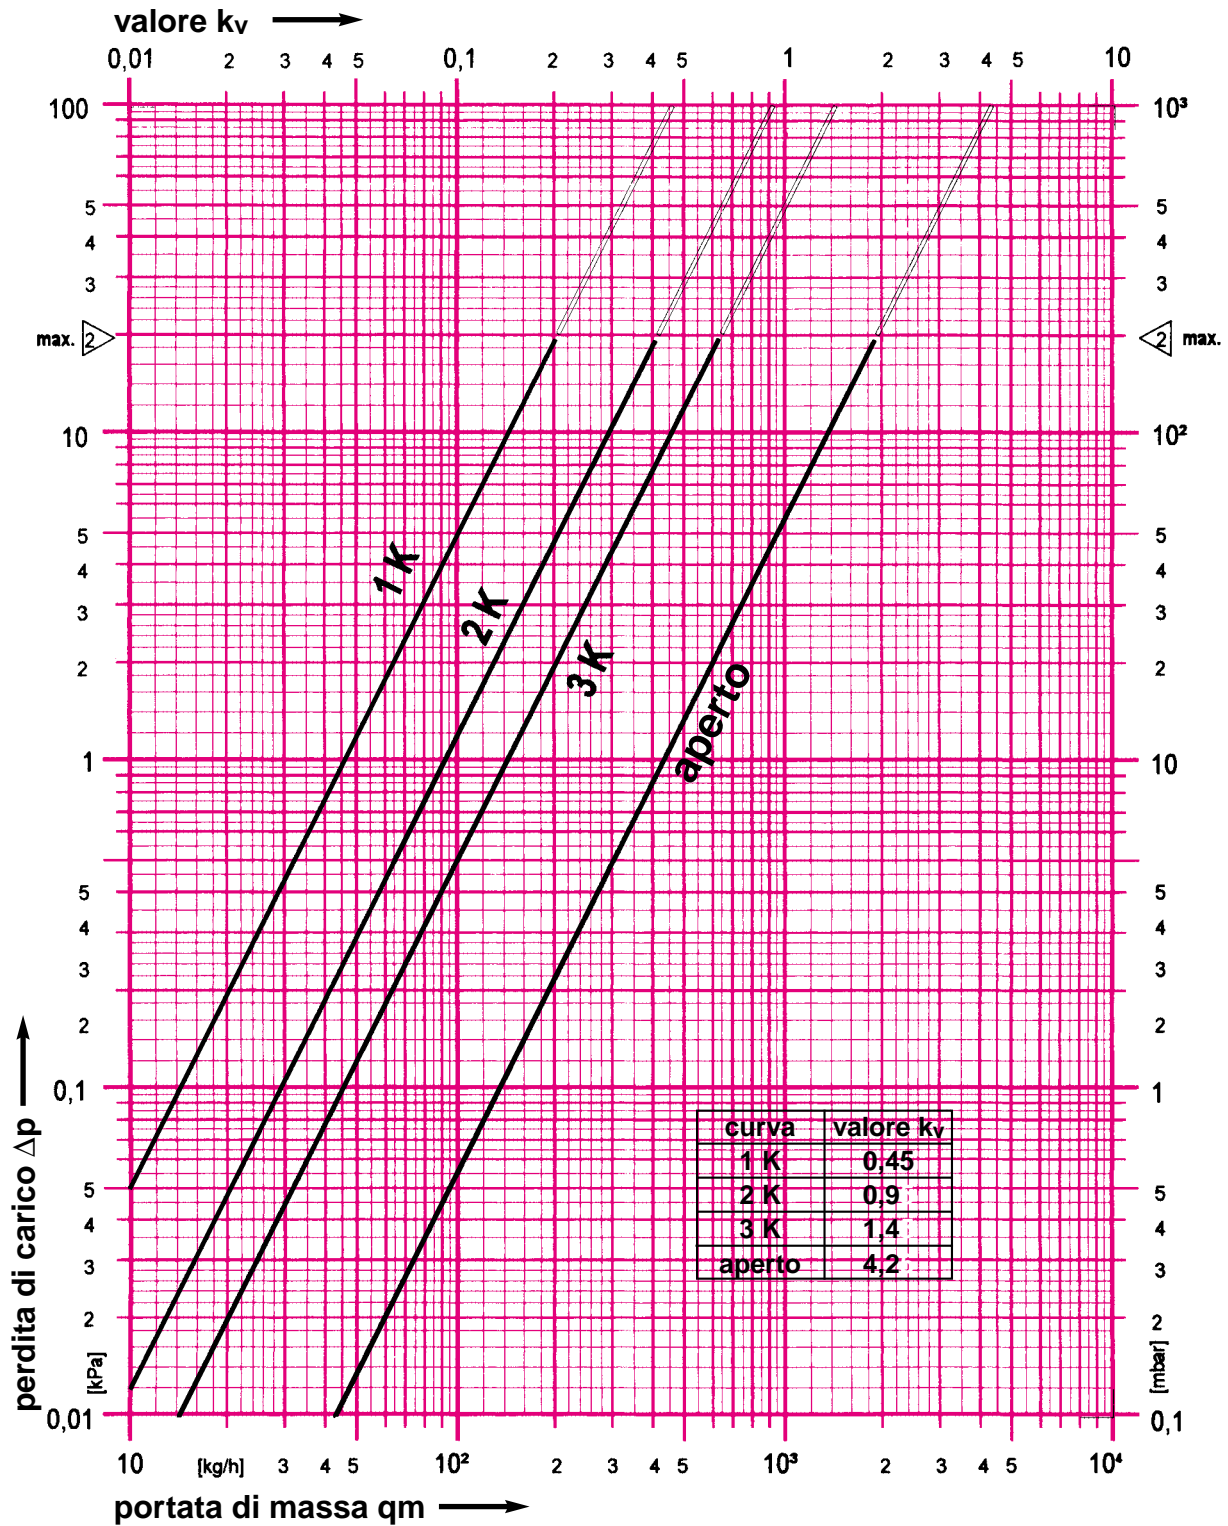 valore kv
0,01 2 3 4 5 0,1 2 3 4 5 1 2 3 4 5 10
100 10³
5 5
4 4
3 3
max. 2 2 max.
10 10²
5 5
4 4
3 3
2 2
1 10
5 5
4 4
3 3
2 2
0,1 1
5 5
4 4
3 3
2 2
[kPa] [mbar]
0,01 0,1
perdita di carico Δp
1 K
2 K
3 K
aperto
curva valore kv
1 K 0,45
2 K 0,9
3 K 1,4
aperto 4,2
10 [kg/h] 3 4 5 10² 2 3 4 5 10³ 2 3 4 5 10⁴
portata di massa qm